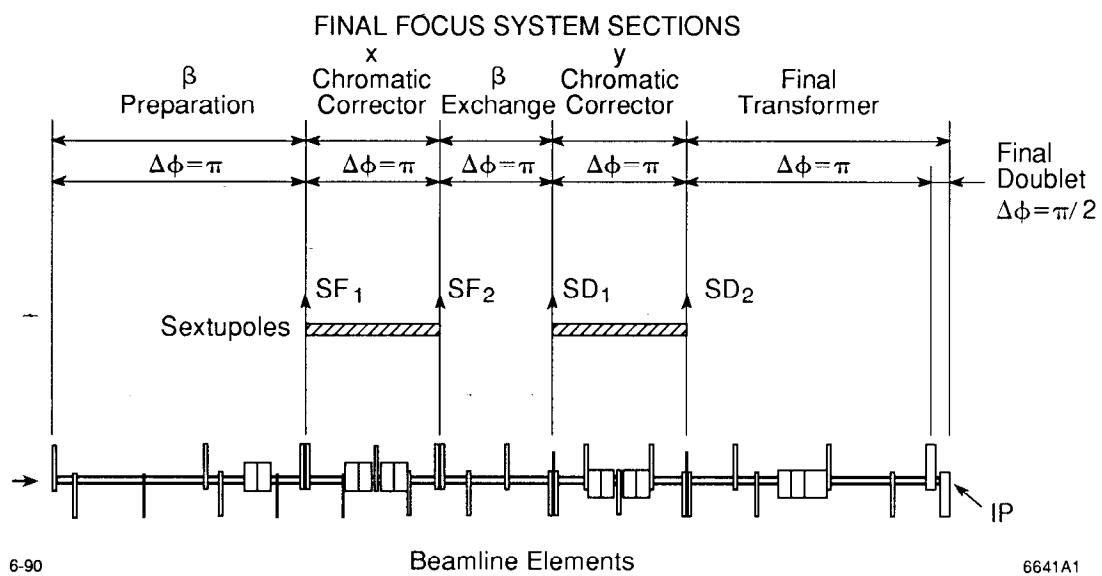 FINAL FOCUS SYSTEM SECTIONS
β
Preparation
x
Chromatic
Corrector
β
Exchange
y
Chromatic
Corrector
Final
Transformer
Δϕ=π
Δϕ=π
Δϕ=π
Δϕ=π
Δϕ=π
Final
Doublet
Δϕ=π/2
SF1
SF2
SD1
SD2
Sextupoles
IP
Beamline Elements
6-90
6641A1